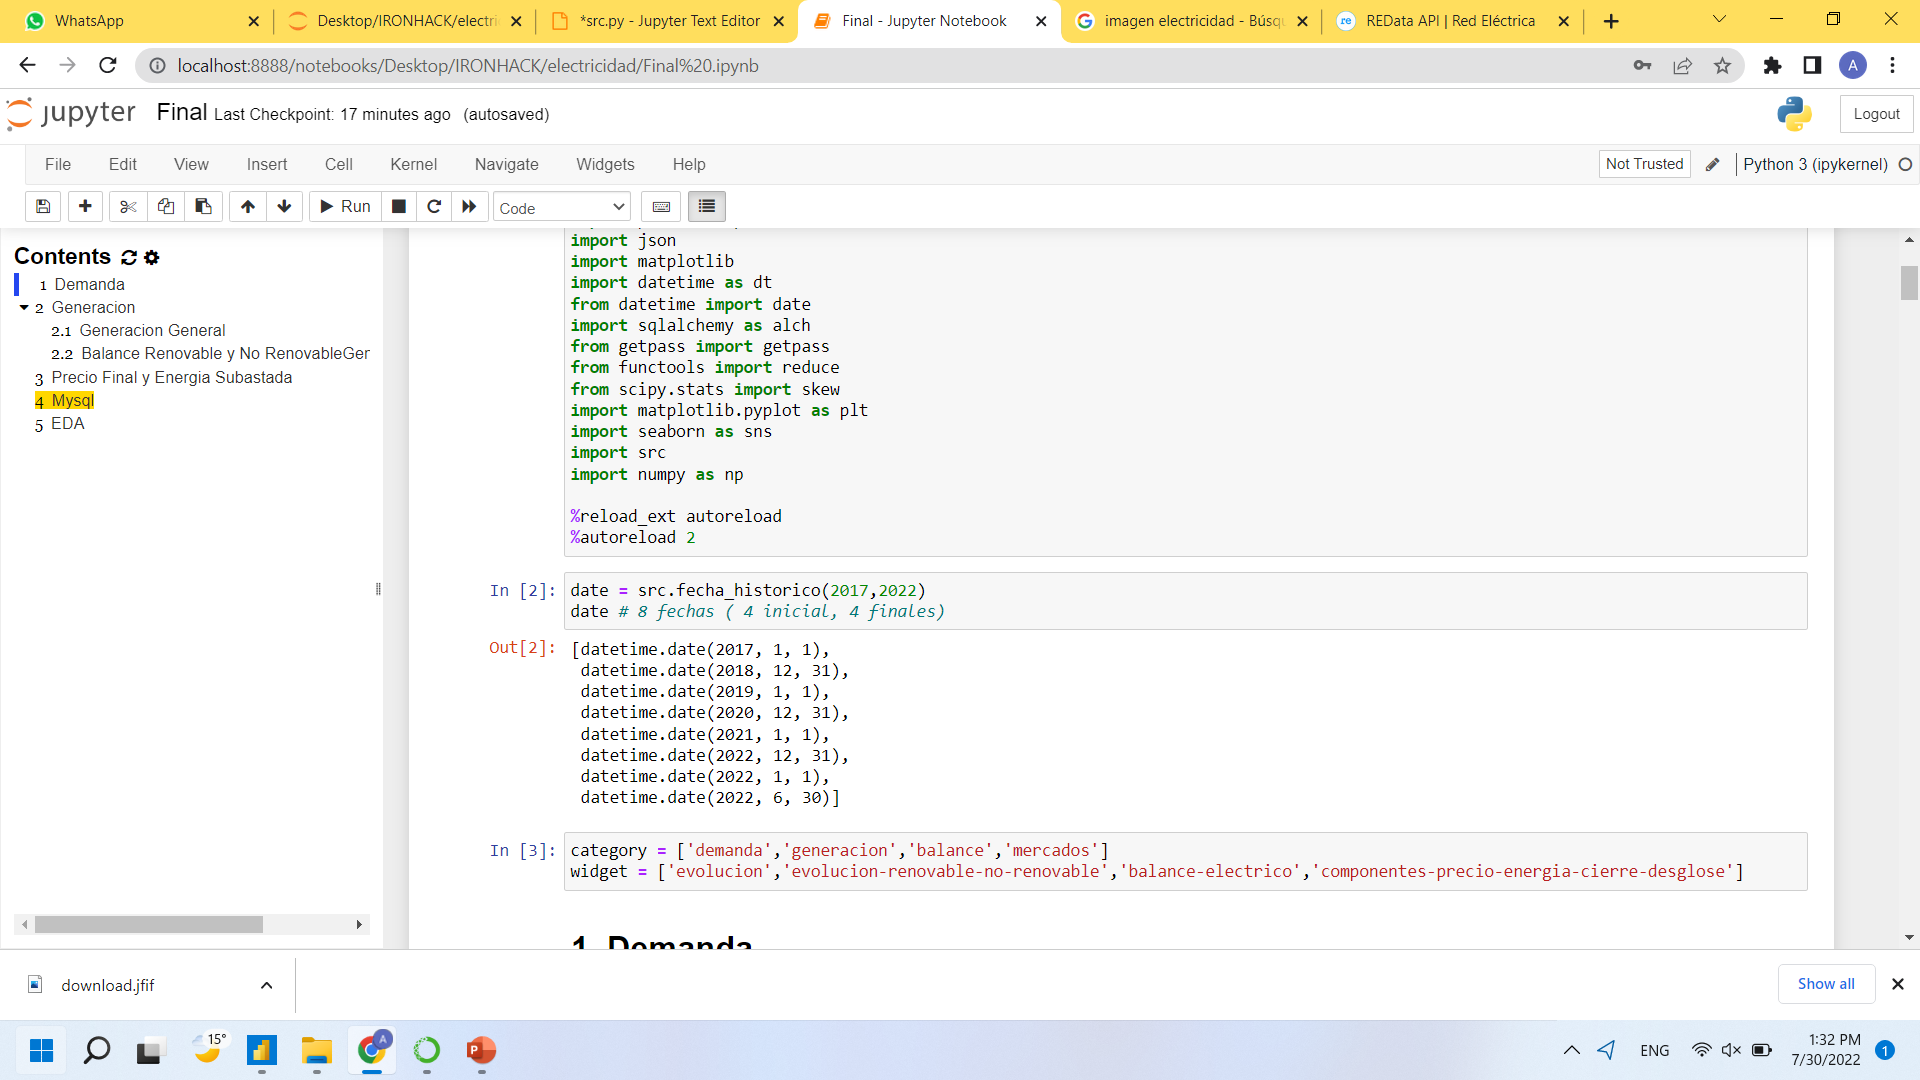 WhatsApp
Desktop/IRONHACK/electri
*src.py - Jupyter Text Editor
Final - Jupyter Notebook
imagen electricidad - Búsqu
REData API | Red Eléctrica
localhost:8888/notebooks/Desktop/IRONHACK/electricidad/Final%20.ipynb
A
jupyter Final Last Checkpoint: 17 minutes ago (autosaved)
Logout
File Edit View Insert Cell Kernel Navigate Widgets Help
Not Trusted
Python 3 (ipykernel)
Run
Code
Contents
1 Demanda
2 Generacion
2.1 Generacion General
2.2 Balance Renovable y No RenovableGer
3 Precio Final y Energia Subastada
4 Mysql
5 EDA
import json
import matplotlib
import datetime as dt
from datetime import date
import sqlalchemy as alch
from getpass import getpass
from functools import reduce
from scipy.stats import skew
import matplotlib.pyplot as plt
import seaborn as sns
import src
import numpy as np
%reload_ext autoreload
%autoreload 2
In [2]: date = src.fecha_historico(2017,2022)
date # 8 fechas ( 4 inicial, 4 finales)
Out[2]: [datetime.date(2017, 1, 1),
datetime.date(2018, 12, 31),
datetime.date(2019, 1, 1),
datetime.date(2020, 12, 31),
datetime.date(2021, 1, 1),
datetime.date(2022, 12, 31),
datetime.date(2022, 1, 1),
datetime.date(2022, 6, 30)]
In [3]: category = ['demanda','generacion','balance','mercados']
widget = ['evolucion','evolucion-renovable-no-renovable','balance-electrico','componentes-precio-energia-cierre-desglose']
1 Demanda
download.jfif
Show all
15°
A
P
ENG
1:32 PM
7/30/2022
1